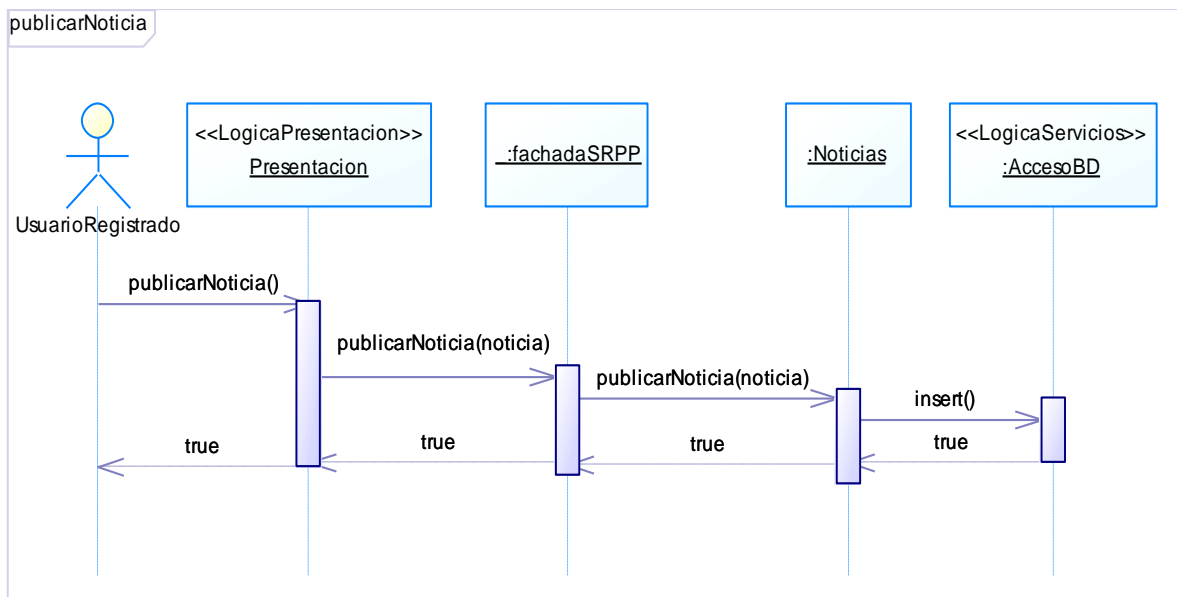 publicarNoticia
<<LogicaPresentacion>>
Presentacion
:fachadaSRPP
:Noticias
<<LogicaServicios>>
:AccesoBD
UsuarioRegistrado
publicarNoticia()
publicarNoticia(noticia)
publicarNoticia(noticia)
insert()
true
true
true
true